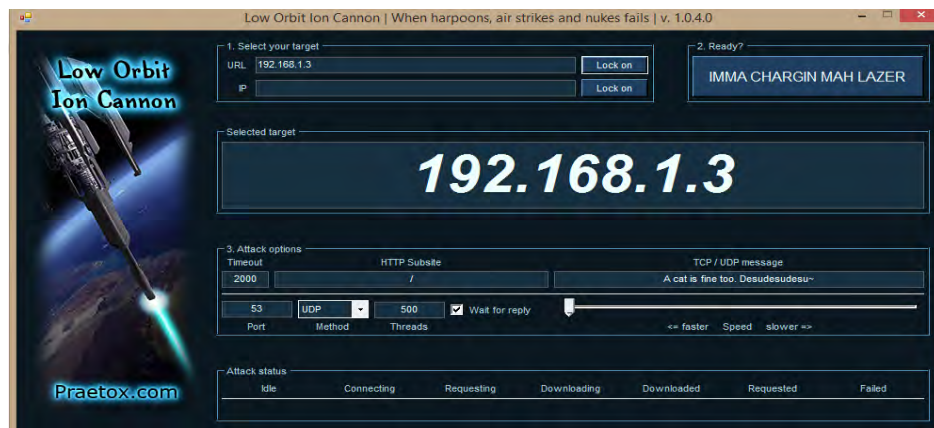 Low Orbit Ion Cannon | When harpoons, air strikes and nukes fails | v. 1.0.4.0
Low Orbit
Ion Cannon
1. Select your target
URL 192.168.1.3 Lock on
IP Lock on
2. Ready?
IMMA CHARGIN MAH LAZER
Selected target
192.168.1.3
3. Attack options
Timeout HTTP Subsite TCP / UDP message
2000 / A cat is fine too. Desudesudesu~
53 UDP 500 Wait for reply
Port Method Threads <= faster Speed slower =>
Attack status
Idle Connecting Requesting Downloading Downloaded Requested Failed
Praetox.com